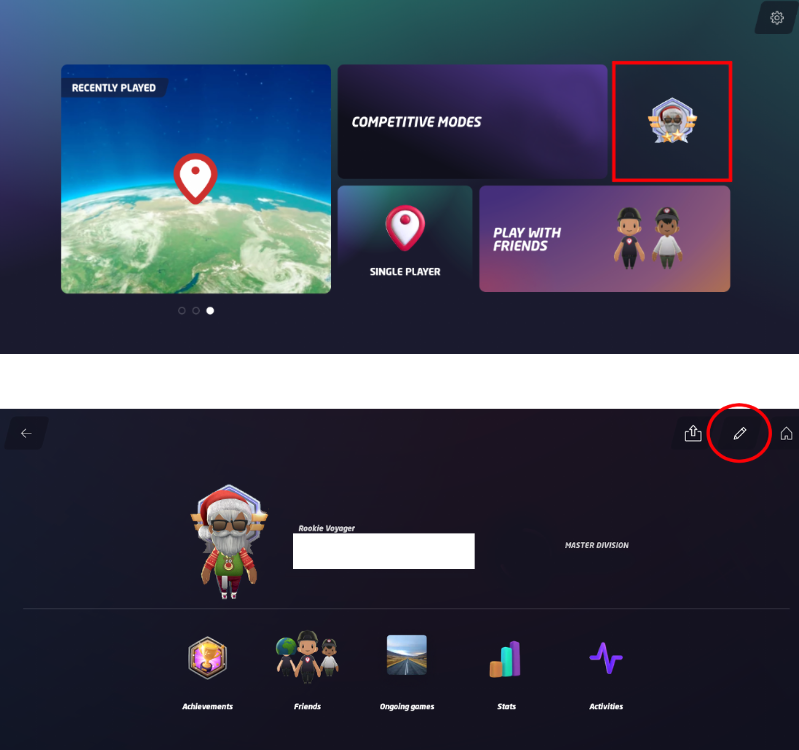 RECENTLY PLAYED
COMPETITIVE MODES
SINGLE PLAYER
PLAY WITH
FRIENDS
Rookie Voyager
MASTER DIVISION
Achievements
Friends
Ongoing games
Stats
Activities